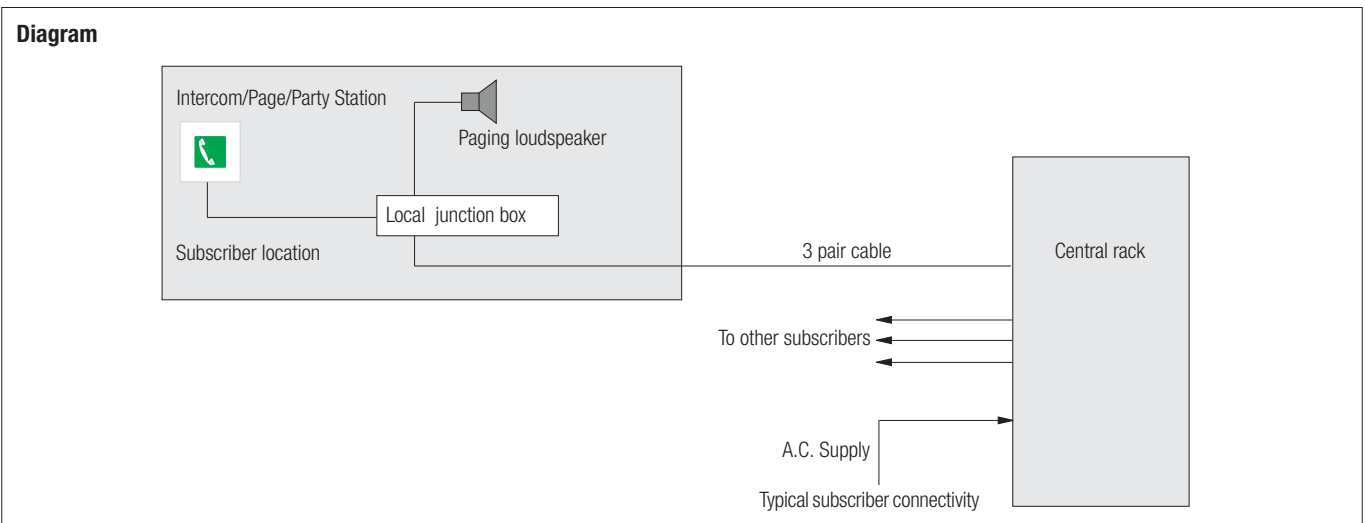 Diagram
Intercom/Page/Party Station
Paging loudspeaker
Local junction box
Subscriber location
3 pair cable
Central rack
To other subscribers
A.C. Supply
Typical subscriber connectivity